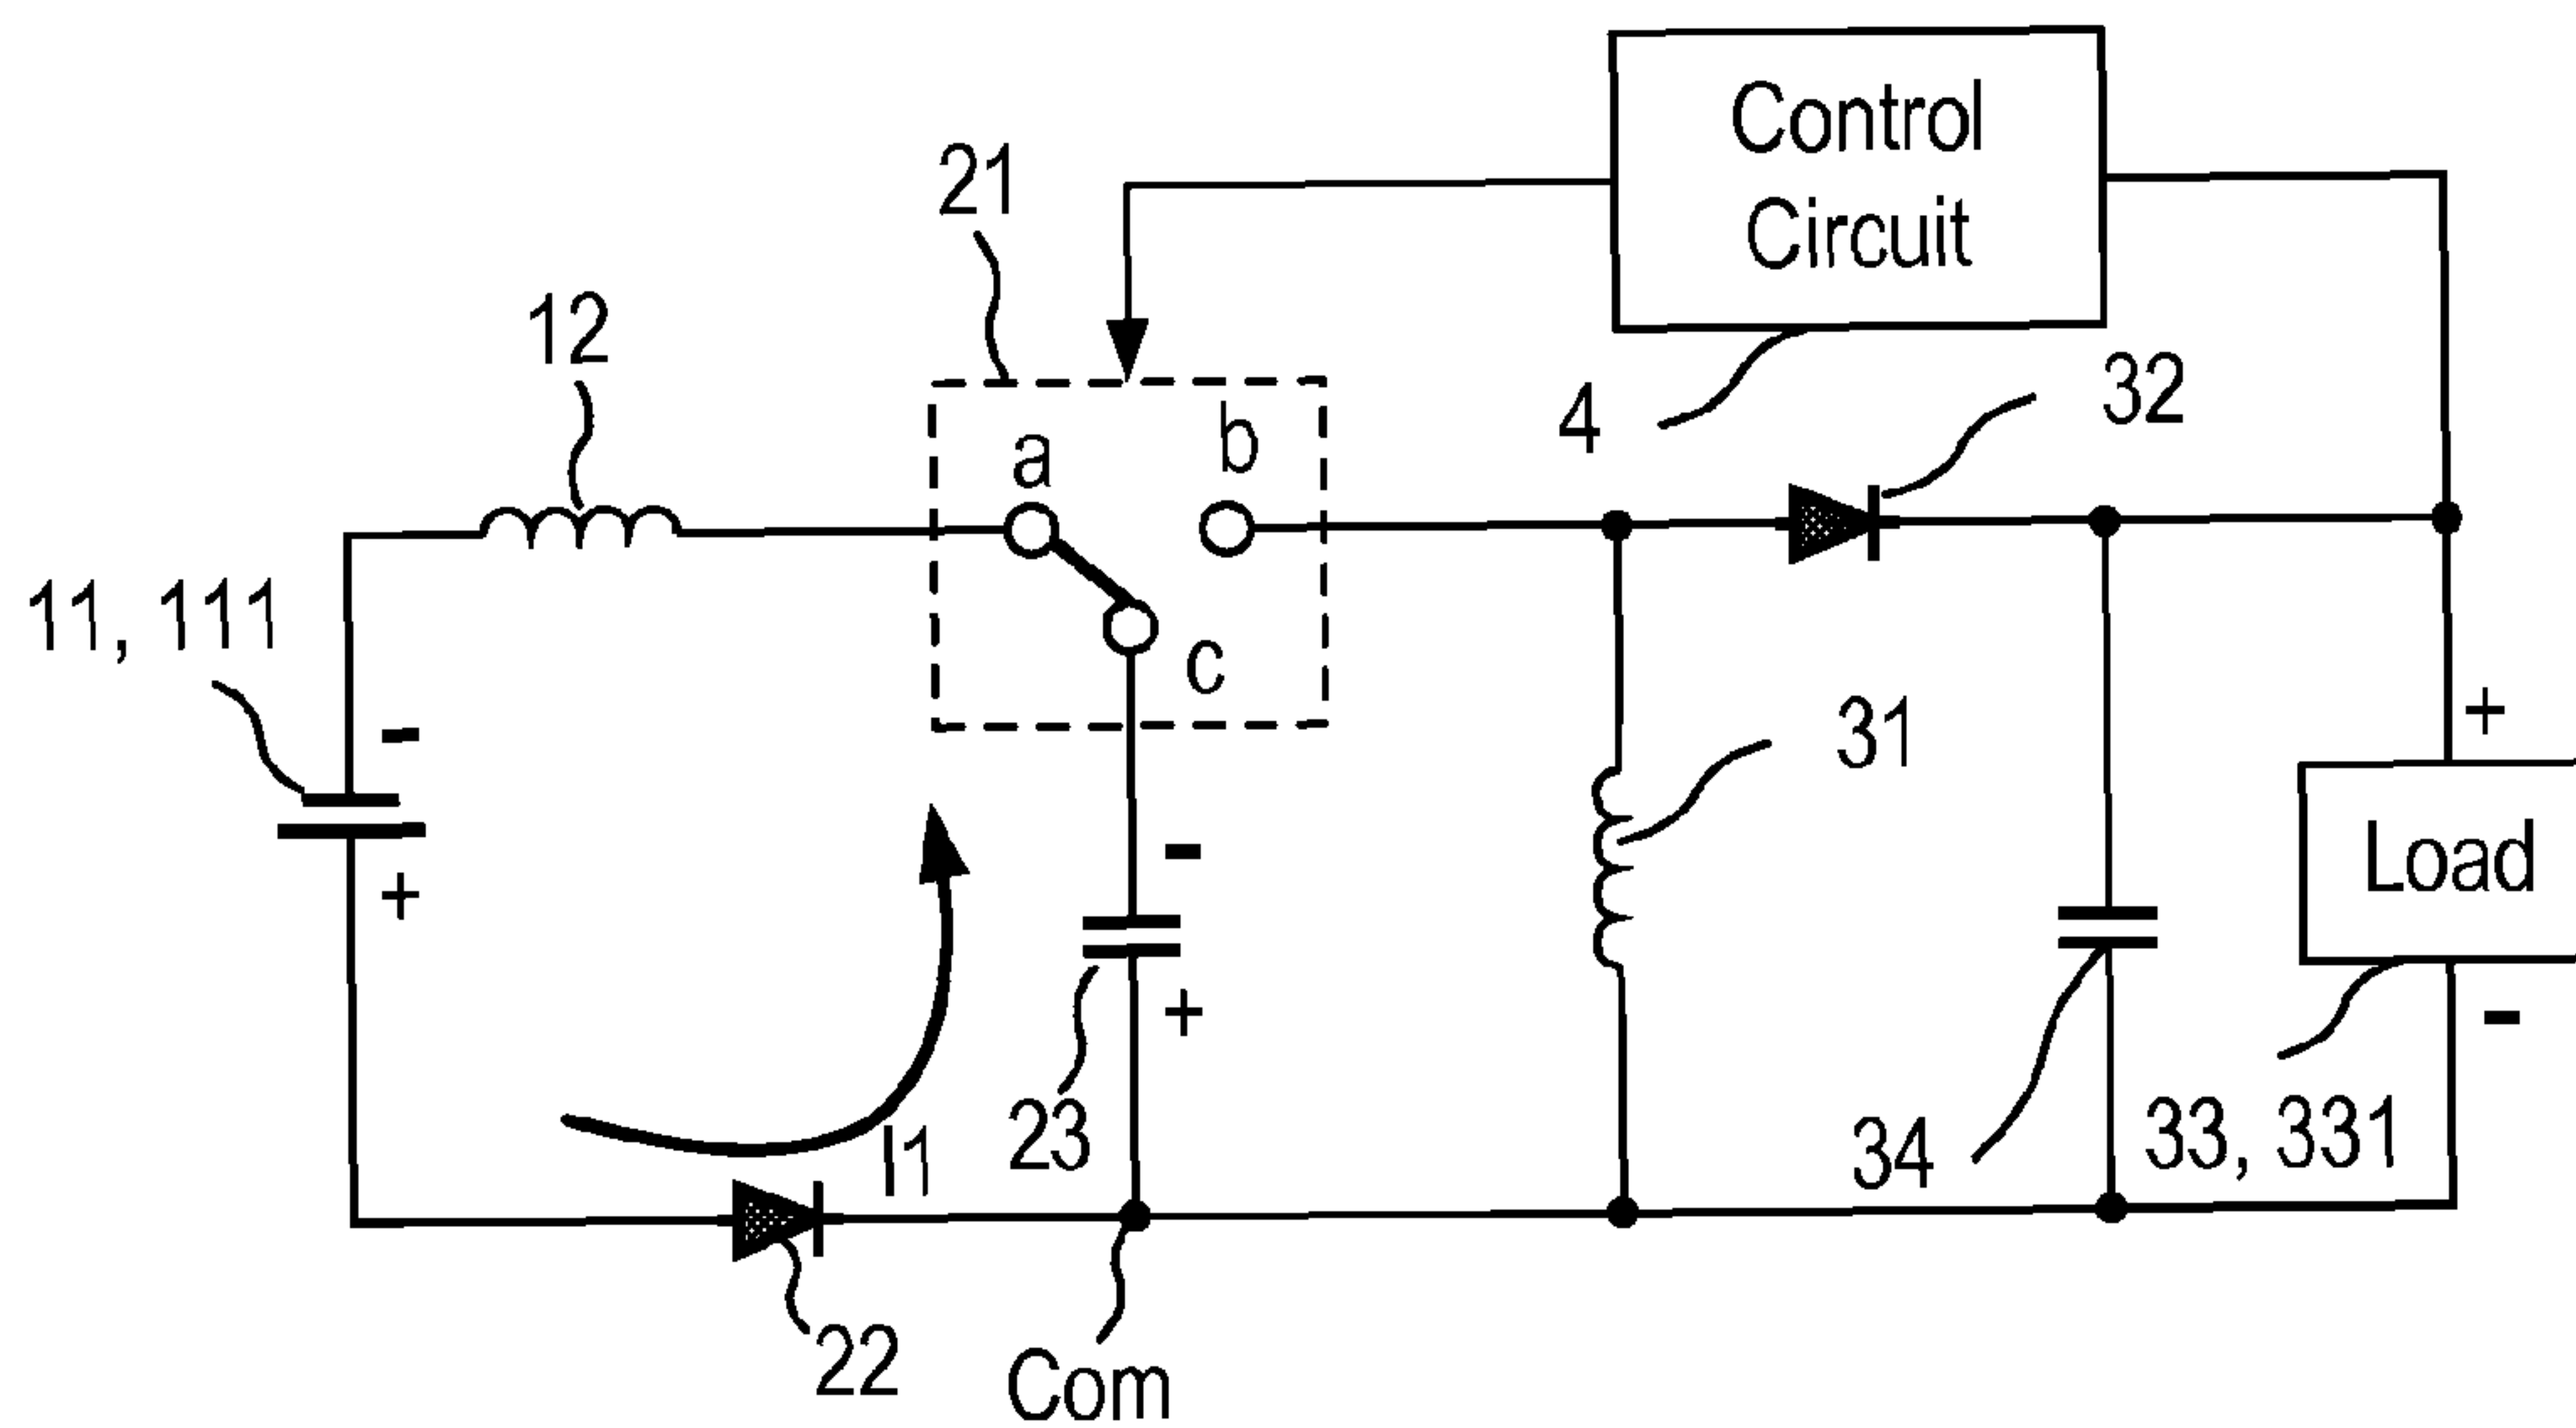 Control
Circuit
21
12
4
32
a
b
c
11, 111
-
+
-
+
31
+
Load
-
I1
23
34
33, 331
22
Com